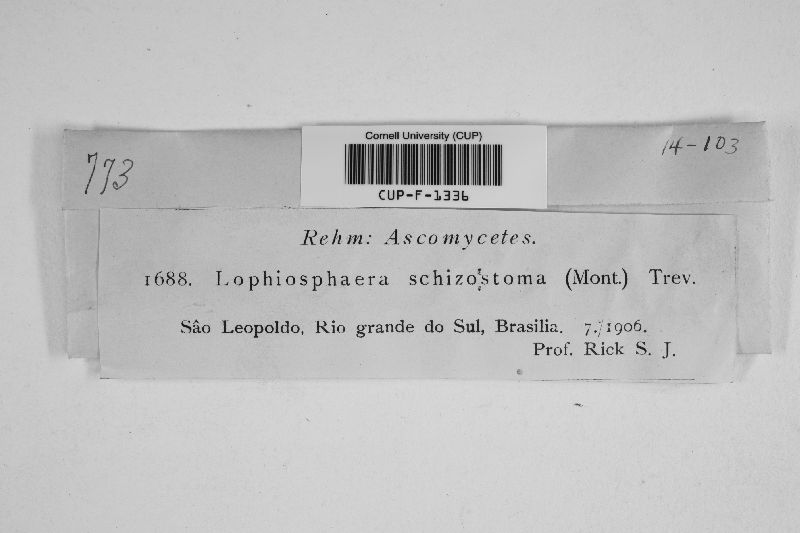 Cornell University (CUP)
CUP-F-1336
773
14-103
Rehm: Ascomycetes.
1688. Lophiosphaera schizostoma (Mont.) Trev.
São Leopoldo, Rio grande do Sul, Brasilia. 7./1906.
Prof. Rick S. J.